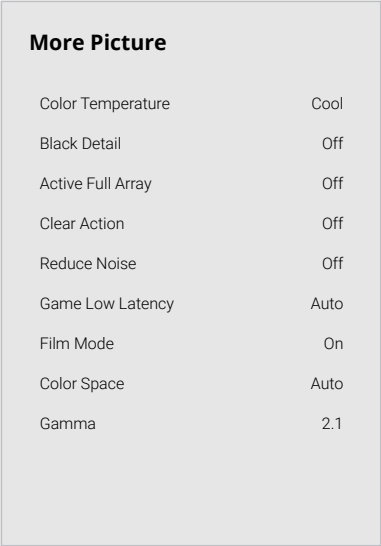 More Picture
Color Temperature Cool
Black Detail Off
Active Full Array Off
Clear Action Off
Reduce Noise Off
Game Low Latency Auto
Film Mode On
Color Space Auto
Gamma 2.1